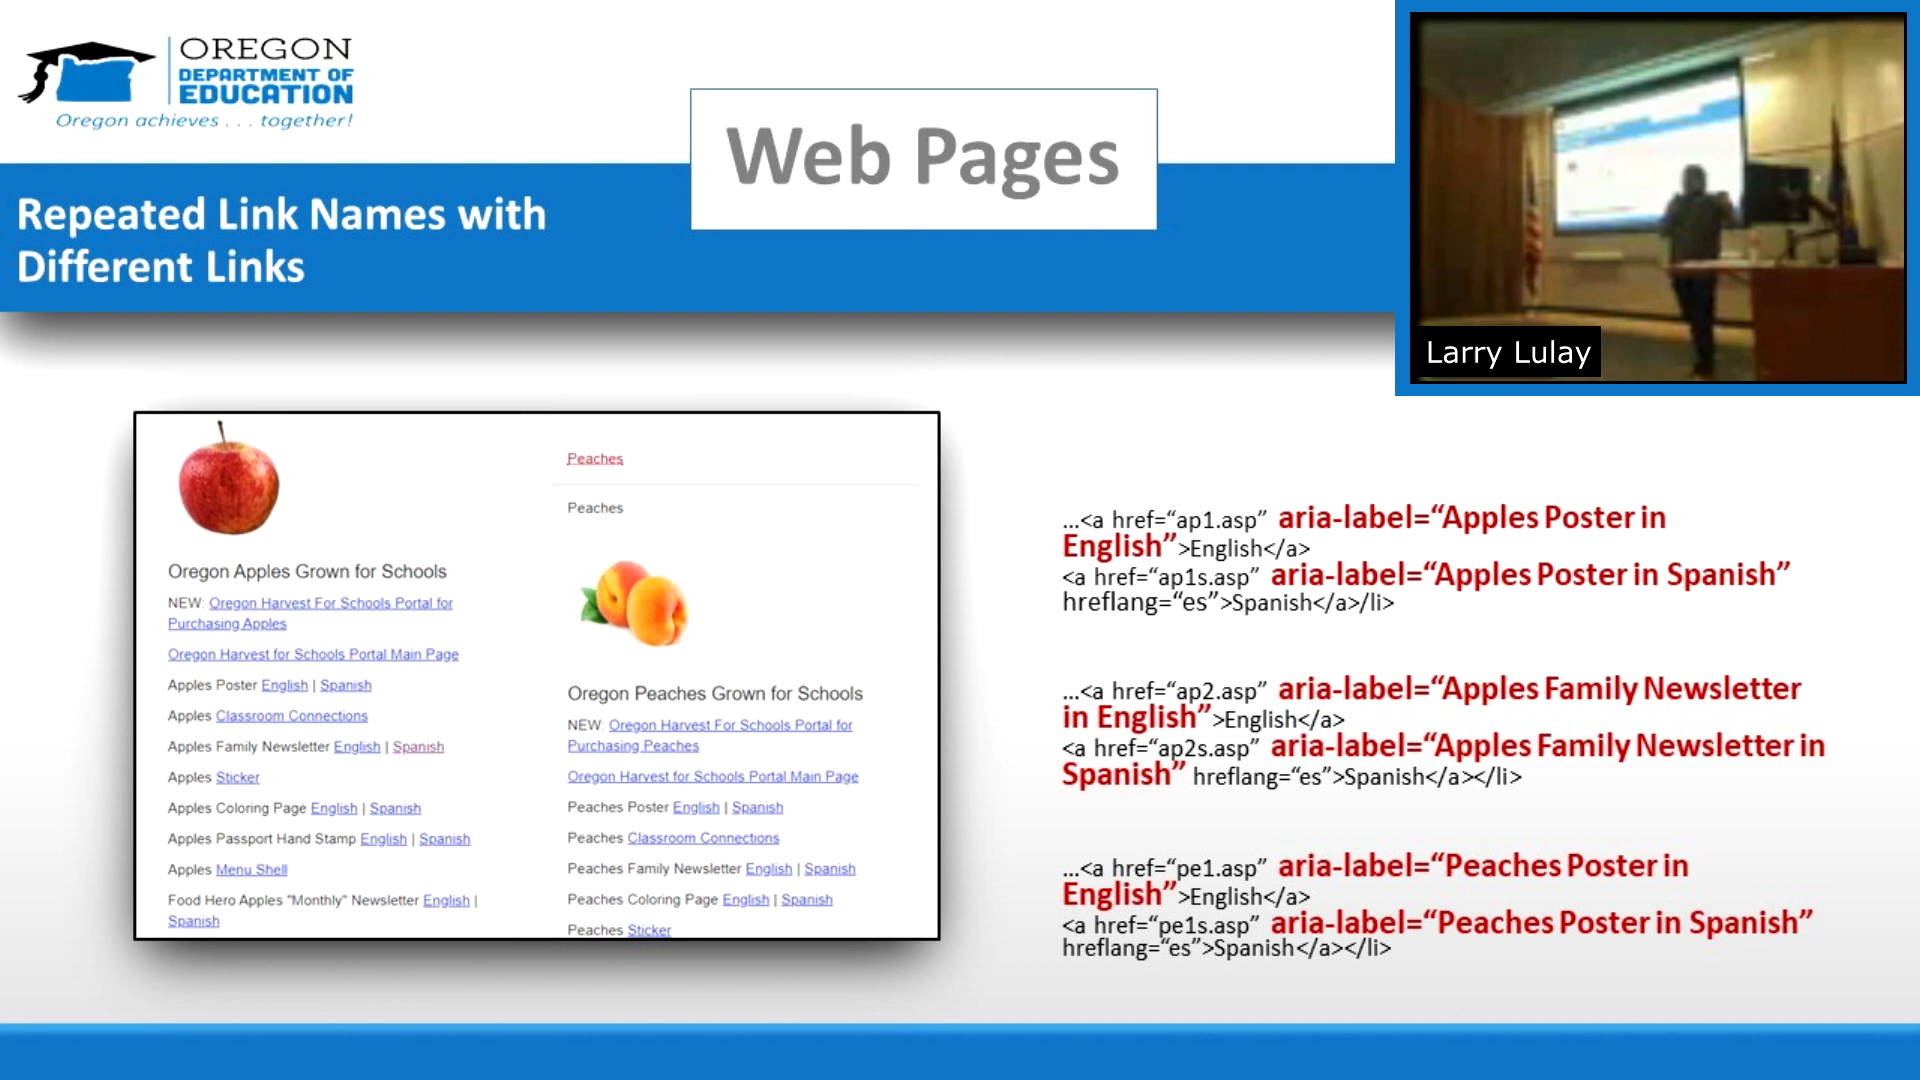 OREGON
DEPARTMENT OF
EDUCATION
Oregon achieves . . . together!
Web Pages
Repeated Link Names with
Different Links
Larry Lulay
Oregon Apples Grown for Schools
NEW: Oregon Harvest For Schools Portal for
Purchasing Apples
Oregon Harvest for Schools Portal Main Page
Apples Poster English | Spanish
Apples Classroom Connections
Apples Family Newsletter English | Spanish
Apples Sticker
Apples Coloring Page English | Spanish
Apples Passport Hand Stamp English | Spanish
Apples Menu Shell
Food Hero Apples "Monthly" Newsletter English |
Spanish
Peaches
Peaches
Oregon Peaches Grown for Schools
NEW: Oregon Harvest For Schools Portal for
Purchasing Peaches
Oregon Harvest for Schools Portal Main Page
Peaches Poster English | Spanish
Peaches Classroom Connections
Peaches Family Newsletter English | Spanish
Peaches Coloring Page English | Spanish
Peaches Sticker
...<a href=“ap1.asp” aria-label=“Apples Poster in
English”>English</a>
<a href=“ap1s.asp” aria-label=“Apples Poster in Spanish”
hreflang=“es”>Spanish</a>/li>
...<a href=“ap2.asp” aria-label=“Apples Family Newsletter
in English”>English</a>
<a href=“ap2s.asp” aria-label=“Apples Family Newsletter in
Spanish” hreflang=“es”>Spanish</a></li>
...<a href=“pe1.asp” aria-label=“Peaches Poster in
English”>English</a>
<a href=“pe1s.asp” aria-label=“Peaches Poster in Spanish”
hreflang=“es”>Spanish</a></li>